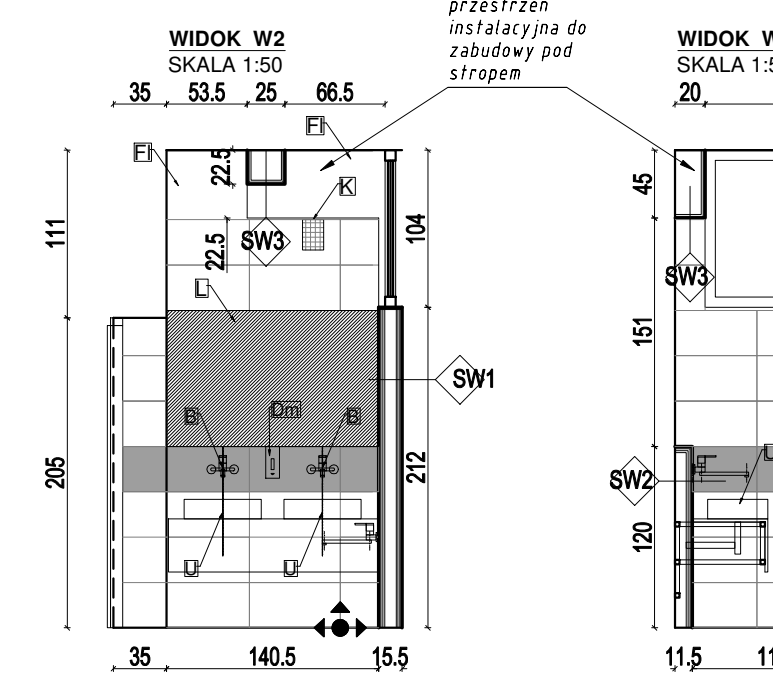 przestrzeń
instalacyjna do
zabudowy pod
stropem
WIDOK W2
SKALA 1:50
35 53.5 25 66.5
Fl
Fl
22.5
K
111
104
SW3
22.5
L
SW1
B
Dm
B
205
212
U
U
35 140.5 15.5
WIDOK
SKALA
20
45
SW3
151
SW2
120
11.5